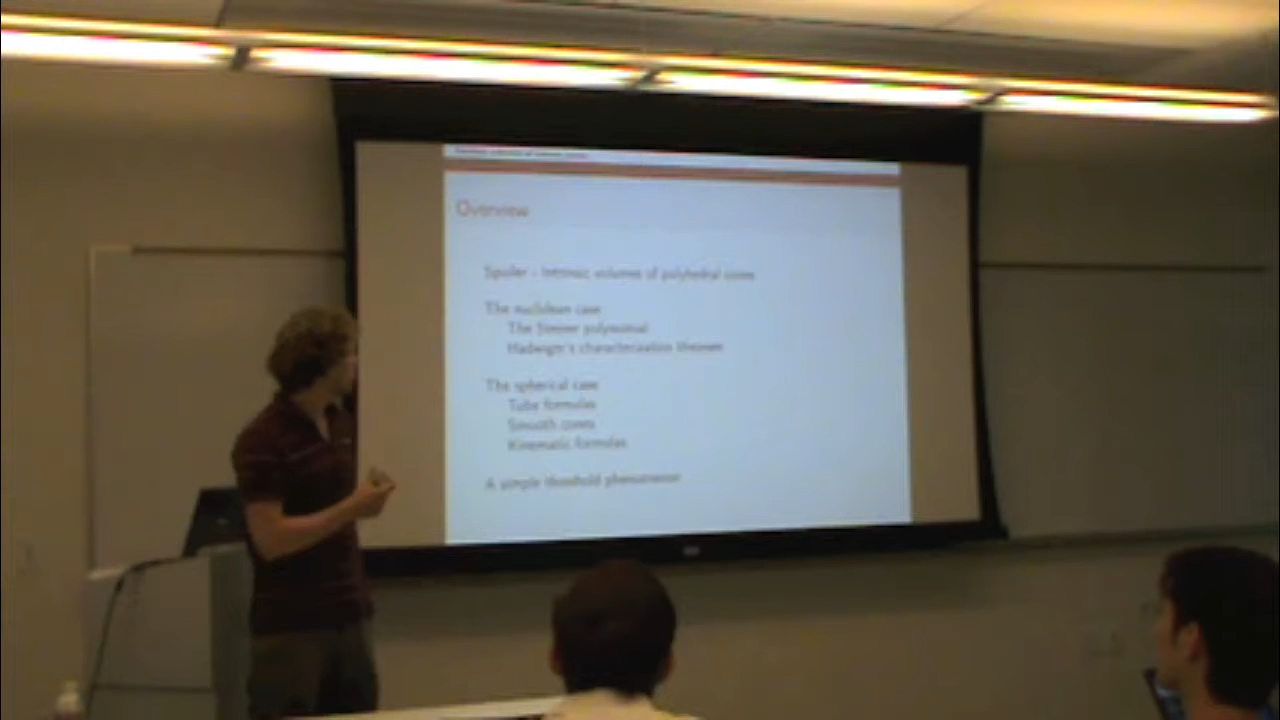 Overview
Spoiler - Intrinsic volumes of polyhedral cones
The euclidean case
The Steiner polynomial
Hadwiger's characterization theorem
The spherical case
Tube formulas
Smooth cones
Kinematic formulas
A simple threshold phenomenon